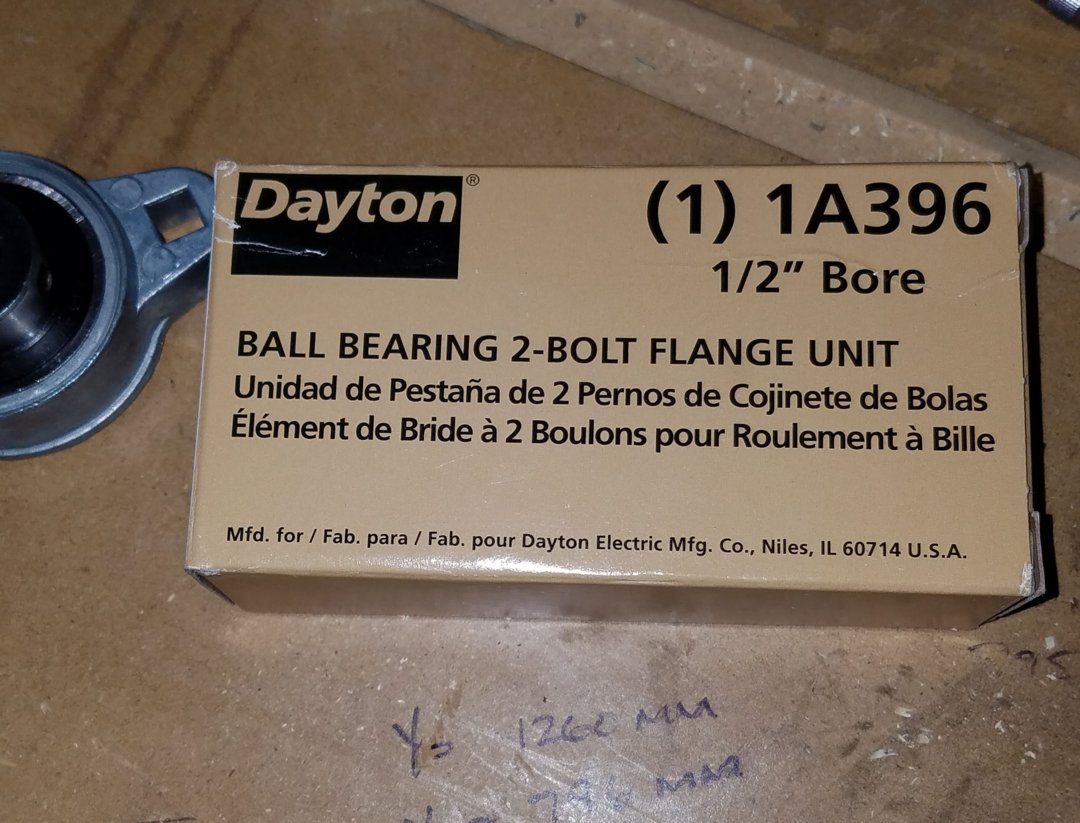 Dayton®
(1) 1A396
1/2” Bore
BALL BEARING 2-BOLT FLANGE UNIT
Unidad de Pestaña de 2 Pernos de Cojinete de Bolas
Élément de Bride à 2 Boulons pour Roulement à Bille
Mfd. for / Fab. para / Fab. pour Dayton Electric Mfg. Co., Niles, IL 60714 U.S.A.
MM
MM